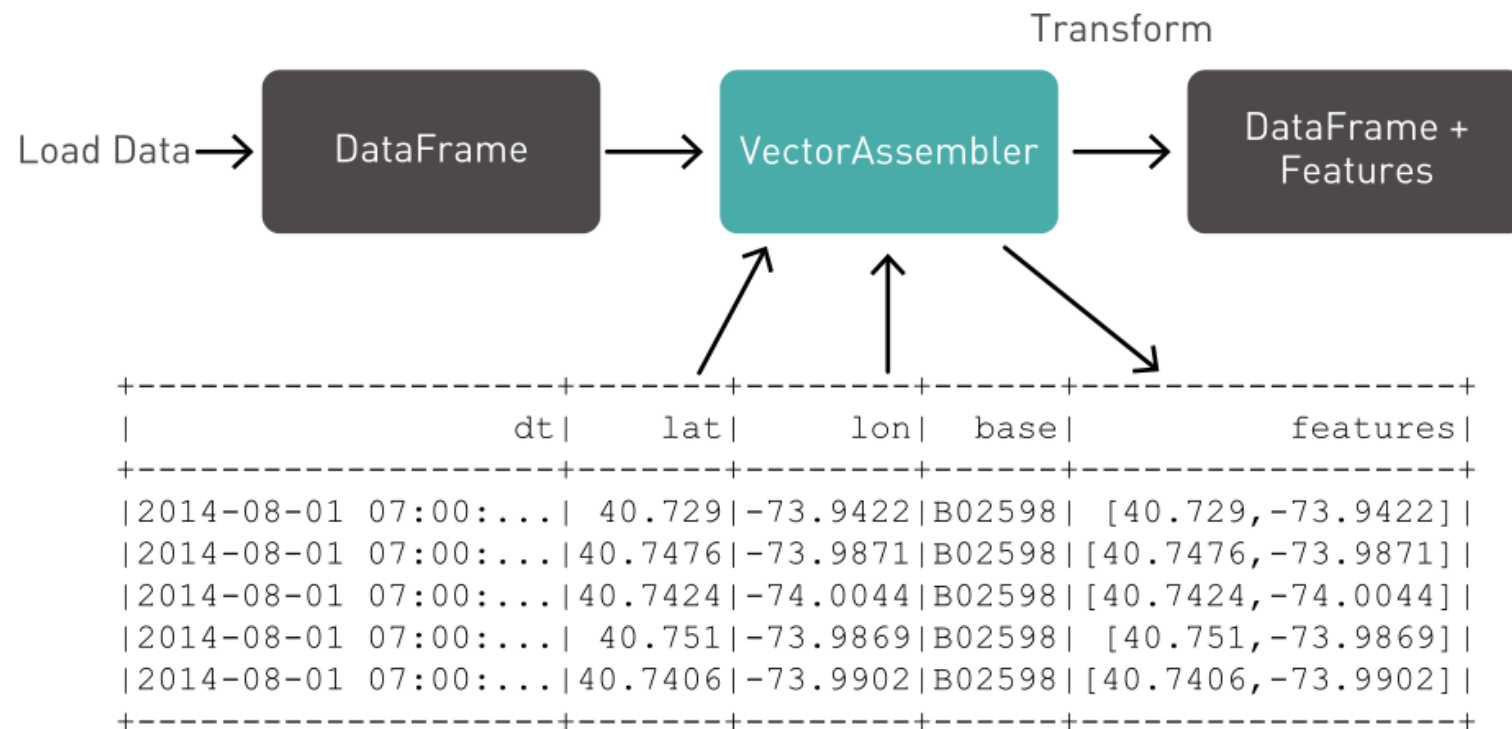 Transform
Load Data
DataFrame
VectorAssembler
DataFrame +
Features
+--------------------+-------+--------+------+------------------+
|                  dt|    lat|     lon|  base|          features|
+--------------------+-------+--------+------+------------------+
|2014-08-01 07:00:...| 40.729|-73.9422|B02598| [40.729,-73.9422]|
|2014-08-01 07:00:...|40.7476|-73.9871|B02598|[40.7476,-73.9871]|
|2014-08-01 07:00:...|40.7424|-74.0044|B02598|[40.7424,-74.0044]|
|2014-08-01 07:00:...| 40.751|-73.9869|B02598| [40.751,-73.9869]|
|2014-08-01 07:00:...|40.7406|-73.9902|B02598|[40.7406,-73.9902]|
+--------------------+-------+--------+------+------------------+